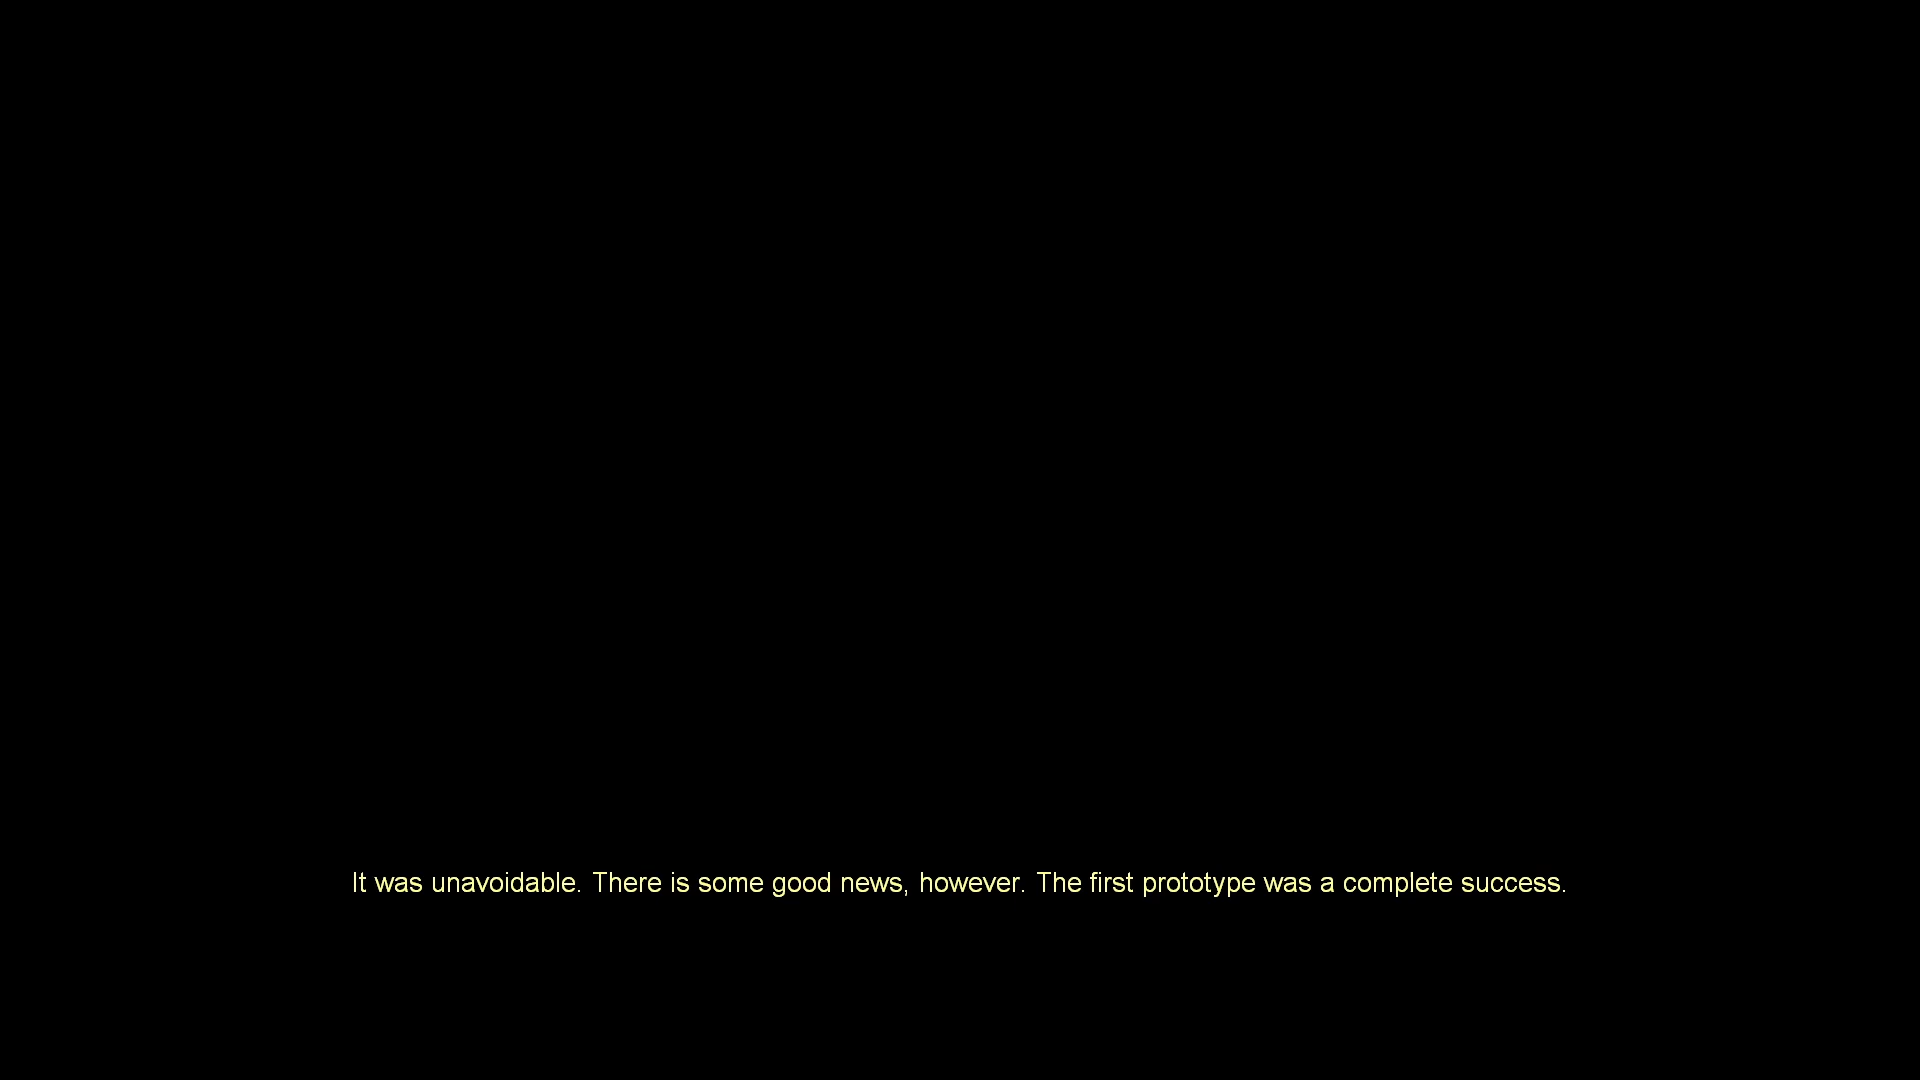 It was unavoidable. There is some good news, however. The first prototype was a complete success.